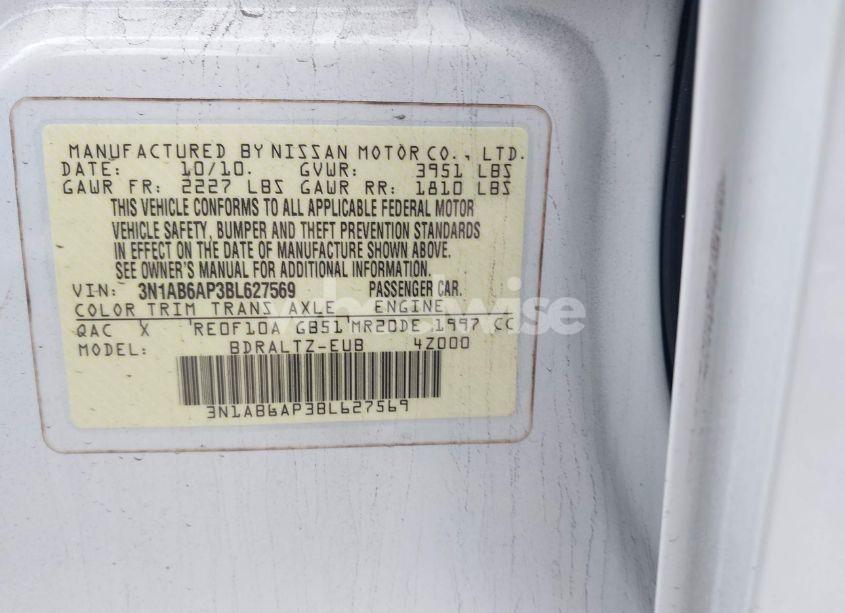 MANUFACTURED BY NISSAN MOTOR CO., LTD.
DATE: 10/10. GVWR: 3951 LBS
GAWR FR: 2227 LBS GAWR RR: 1810 LBS
THIS VEHICLE CONFORMS TO ALL APPLICABLE FEDERAL MOTOR
VEHICLE SAFETY, BUMPER AND THEFT PREVENTION STANDARDS
IN EFFECT ON THE DATE OF MANUFACTURE SHOWN ABOVE.
SEE OWNER'S MANUAL FOR ADDITIONAL INFORMATION.
VIN: 3N1AB6AP3BL627569 PASSENGER CAR.
COLOR TRIM TRANS AXLE ENGINE
QAC X RE0F10A GB51 MR20DE 1997 CC
MODEL: BDRALTZ-EUB 4Z000
3N1AB6AP3BL627569